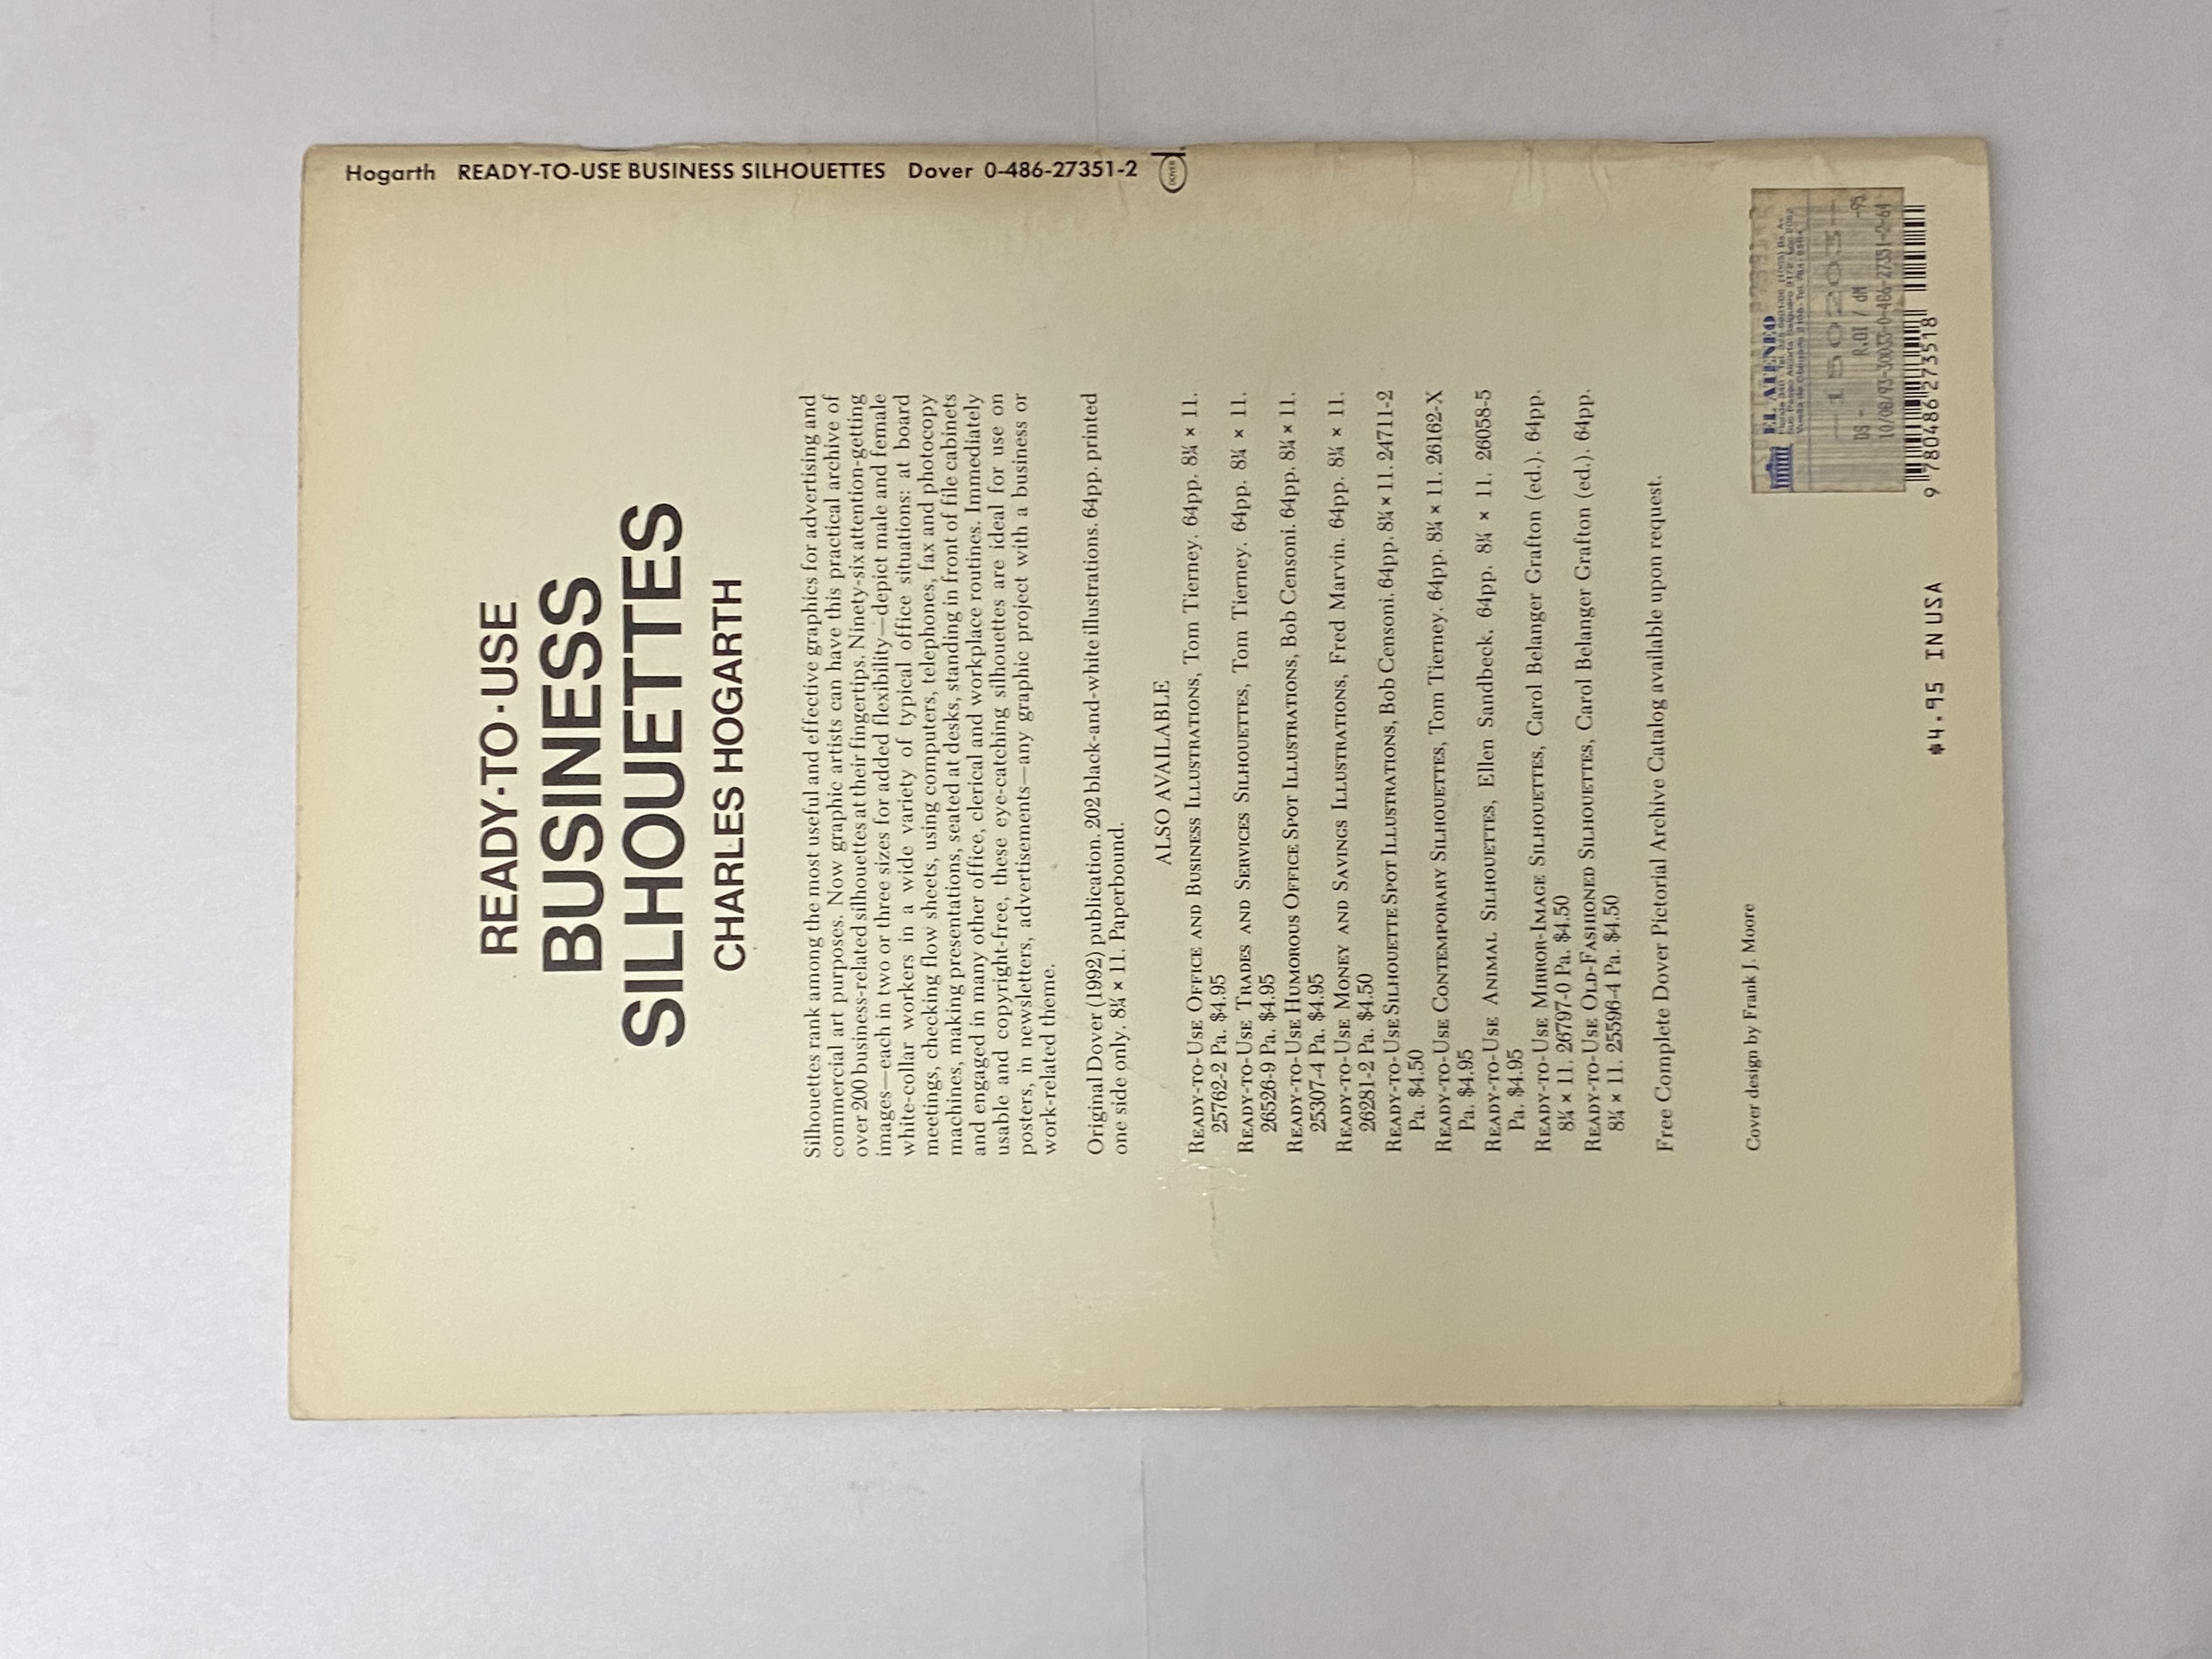 READY-TO-USE
BUSINESS
SILHOUETTES
CHARLES HOGARTH
Silhouettes rank among the most useful and effective graphics for advertising and
commercial art purposes. Now graphic artists can have this practical archive of
over 200 business-related silhouettes at their fingertips. Ninety-six attention-getting
images—each in two or three sizes for added flexibility—depict male and female
white-collar workers in a wide variety of typical office situations: at board
meetings, checking flow sheets, using computers, telephones, fax and photocopy
machines, making presentations, seated at desks, standing in front of file cabinets
and engaged in many other office, clerical and workplace routines. Immediately
usable and copyright-free, these eye-catching silhouettes are ideal for use on
posters, in newsletters, advertisements—any graphic project with a business or
work-related theme.
Original Dover (1992) publication. 202 black-and-white illustrations. 64pp. printed
one side only. 8¼ × 11. Paperbound.
ALSO AVAILABLE
READY-TO-USE OFFICE AND BUSINESS ILLUSTRATIONS, Tom Tierney. 64pp. 8¼ × 11.
25762-2 Pa. $4.95
READY-TO-USE TRADES AND SERVICES SILHOUETTES, Tom Tierney. 64pp. 8¼ × 11.
26526-9 Pa. $4.95
READY-TO-USE HUMOROUS OFFICE SPOT ILLUSTRATIONS, Bob Censoni. 64pp. 8¼ × 11.
25307-4 Pa. $4.95
READY-TO-USE MONEY AND SAVINGS ILLUSTRATIONS, Fred Marvin. 64pp. 8¼ × 11.
26281-2 Pa. $4.50
READY-TO-USE SILHOUETTE SPOT ILLUSTRATIONS, Bob Censoni. 64pp. 8¼ × 11. 24711-2
Pa. $4.50
READY-TO-USE CONTEMPORARY SILHOUETTES, Tom Tierney. 64pp. 8¼ × 11. 26162-X
Pa. $4.95
READY-TO-USE ANIMAL SILHOUETTES, Ellen Sandbeck. 64pp. 8¼ × 11. 26058-5
Pa. $4.95
READY-TO-USE MIRROR-IMAGE SILHOUETTES, Carol Belanger Grafton (ed.). 64pp.
8¼ × 11. 26797-0 Pa. $4.50
READY-TO-USE OLD-FASHIONED SILHOUETTES, Carol Belanger Grafton (ed.). 64pp.
8¼ × 11. 25596-4 Pa. $4.50
Free Complete Dover Pictorial Archive Catalog available upon request.
Cover design by Frank J. Moore
$4.95 IN USA
EL ATENEO
-150203-
DS - R.OI / dM -95
10/08/93-30033-0-486-27351-2-64
9 780486 273518
Hogarth READY-TO-USE BUSINESS SILHOUETTES Dover 0-486-27351-2
DOVER